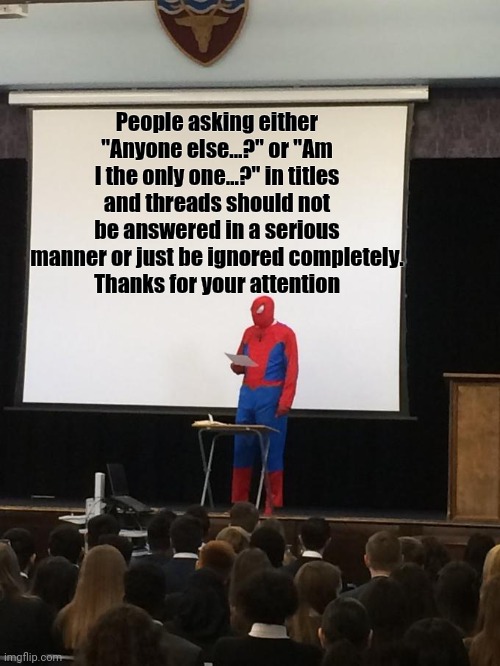 People asking either
"Anyone else...?" or "Am
I the only one...?" in titles
and threads should not
be answered in a serious
manner or just be ignored completely.
Thanks for your attention
imgflip.com